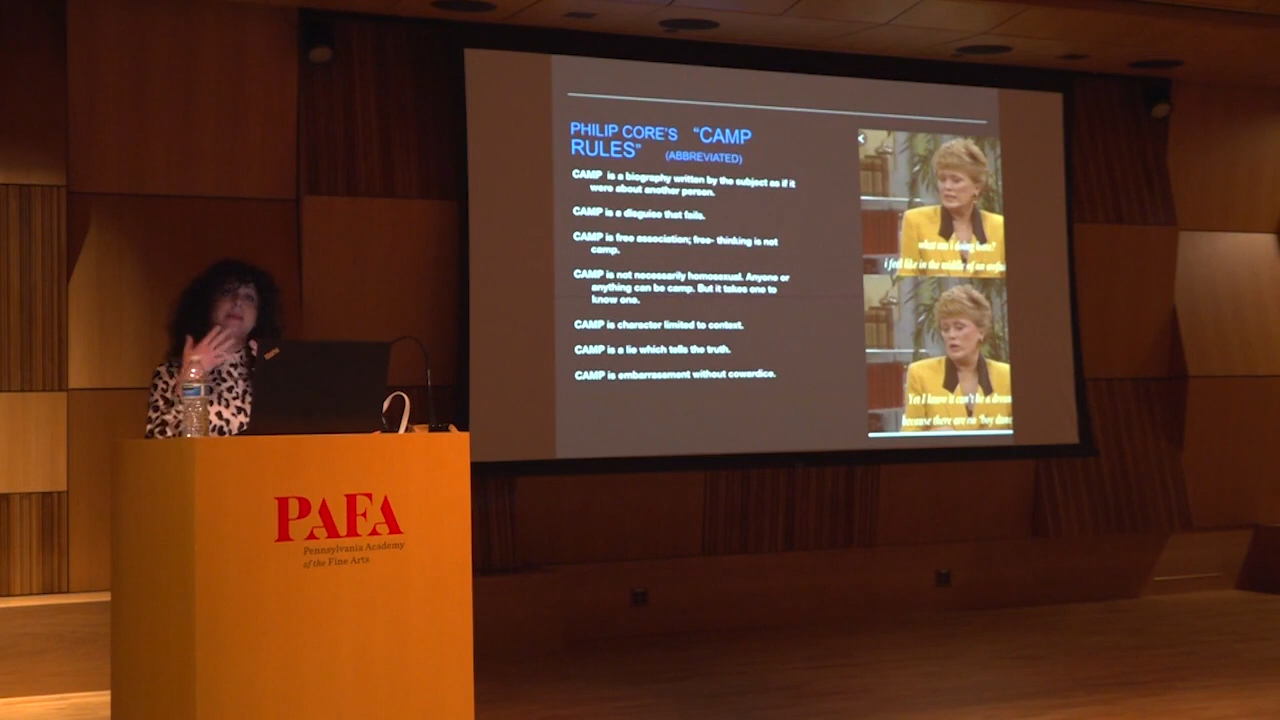 PHILIP CORE'S "CAMP
RULES" (ABBREVIATED)
CAMP is a biography written by the subject as if it
were about another person.
CAMP is a disguise that fails.
CAMP is free association; free- thinking is not
camp.
CAMP is not necessarily homosexual. Anyone or
anything can be camp. But it takes one to
know one.
CAMP is character limited to context.
CAMP is a lie which tells the truth.
CAMP is embarrassment without cowardice.
what am i doing here?
i feel like in the middle of an
Yet I know it can't be a
because there are no "boy
PAFA
Pennsylvania Academy
of the Fine Arts